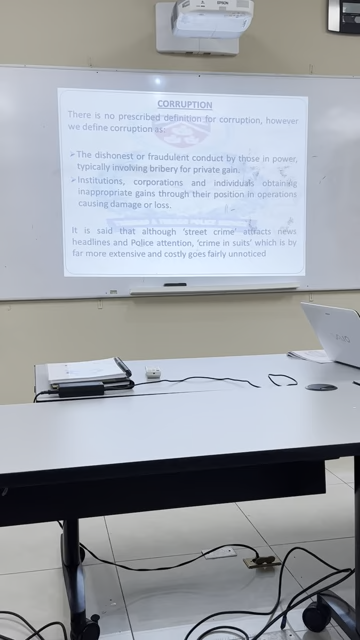 EPSON
CORRUPTION
There is no prescribed definition for corruption, however
we define corruption as:
➢The dishonest or fraudulent conduct by those in power,
typically involving bribery for private gain.
➢Institutions, corporations and individuals obtaining
inappropriate gains through their position in operations
causing damage or loss.
It is said that although 'street crime' attracts news
headlines and Police attention, 'crime in suits' which is by
far more extensive and costly goes fairly unnoticed